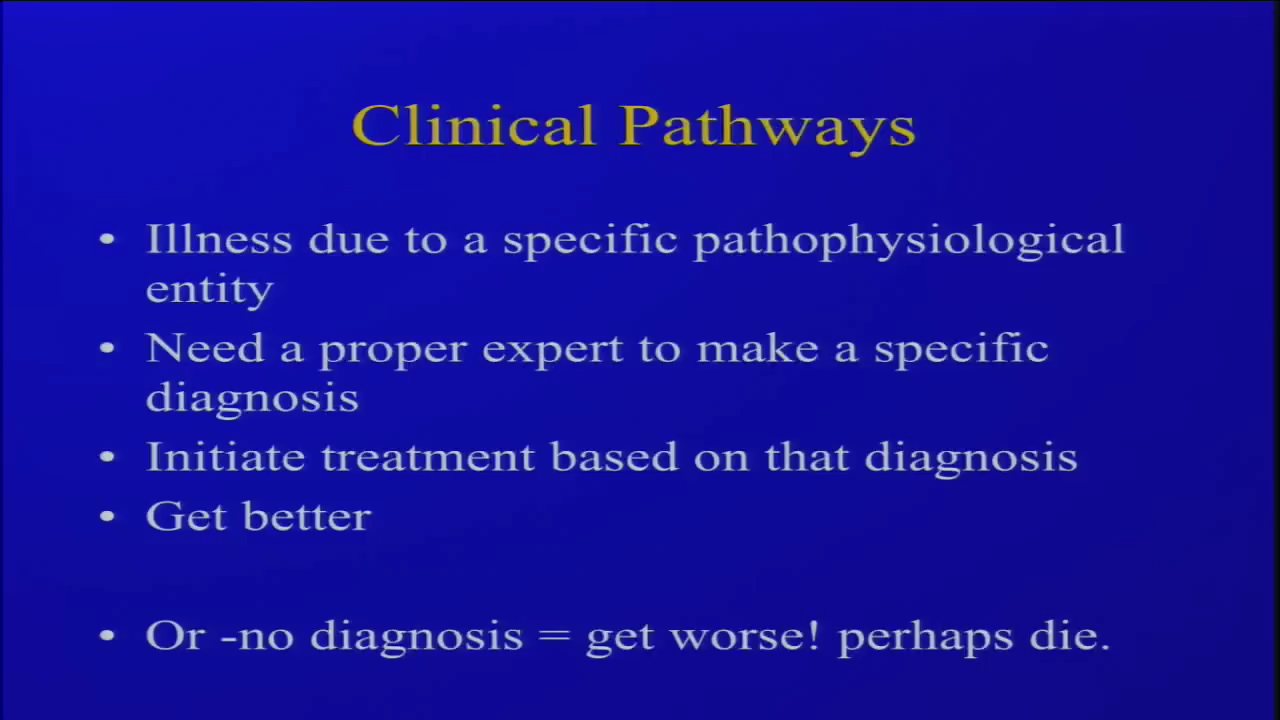 Clinical Pathways
• Illness due to a specific pathophysiological
entity
• Need a proper expert to make a specific
diagnosis
• Initiate treatment based on that diagnosis
• Get better
• Or -no diagnosis = get worse! perhaps die.